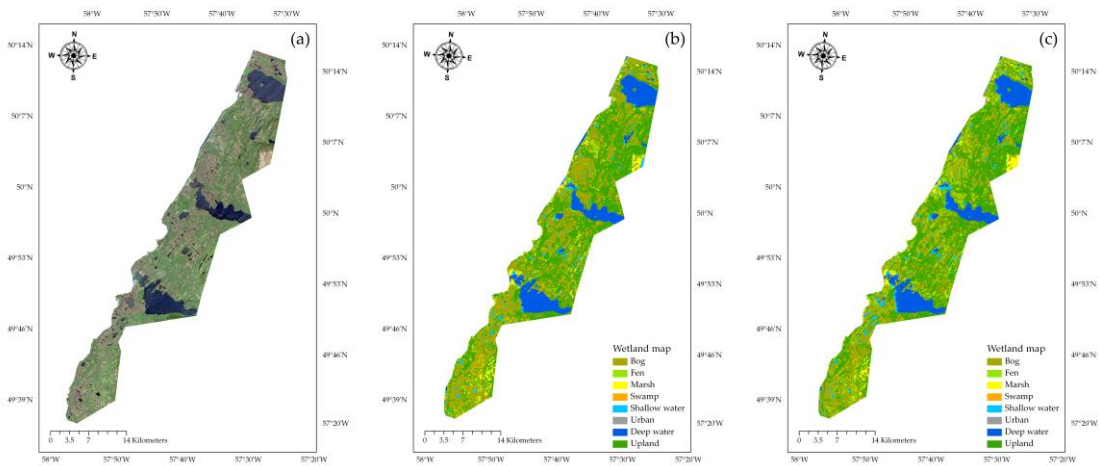 58°W 57°50'W 57°40'W 57°30'W
(a)
N
W E
S
50°14'N
50°7'N
50°N
49°53'N
49°46'N
49°39'N
50°14'N
50°7'N
50°N
49°53'N
49°46'N
57°20'W
0 3.5 7 14 Kilometers
58°W 57°50'W 57°40'W 57°30'W 57°20'W
58°W 57°50'W 57°40'W 57°30'W
(b)
N
W E
S
50°14'N
50°7'N
50°N
49°53'N
49°46'N
49°39'N
50°14'N
50°7'N
50°N
49°53'N
49°46'N
57°20'W
Wetland map
Bog
Fen
Marsh
Swamp
Shallow water
Urban
Deep water
Upland
0 3.5 7 14 Kilometers
58°W 57°50'W 57°40'W 57°30'W 57°20'W
58°W 57°50'W 57°40'W 57°30'W
(c)
N
W E
S
50°14'N
50°7'N
50°N
49°53'N
49°46'N
49°39'N
50°14'N
50°7'N
50°N
49°53'N
49°46'N
57°20'W
Wetland map
Bog
Fen
Marsh
Swamp
Shallow water
Urban
Deep water
Upland
0 3.5 7 14 Kilometers
58°W 57°50'W 57°40'W 57°30'W 57°20'W